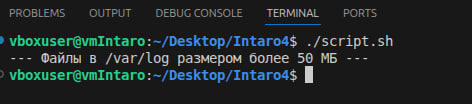 PROBLEMS OUTPUT DEBUG CONSOLE TERMINAL PORTS
vboxuser@vmIntaro:~/Desktop/Intaro4$ ./script.sh
--- Файлы в /var/log размером более 50 МБ ---
vboxuser@vmIntaro:~/Desktop/Intaro4$